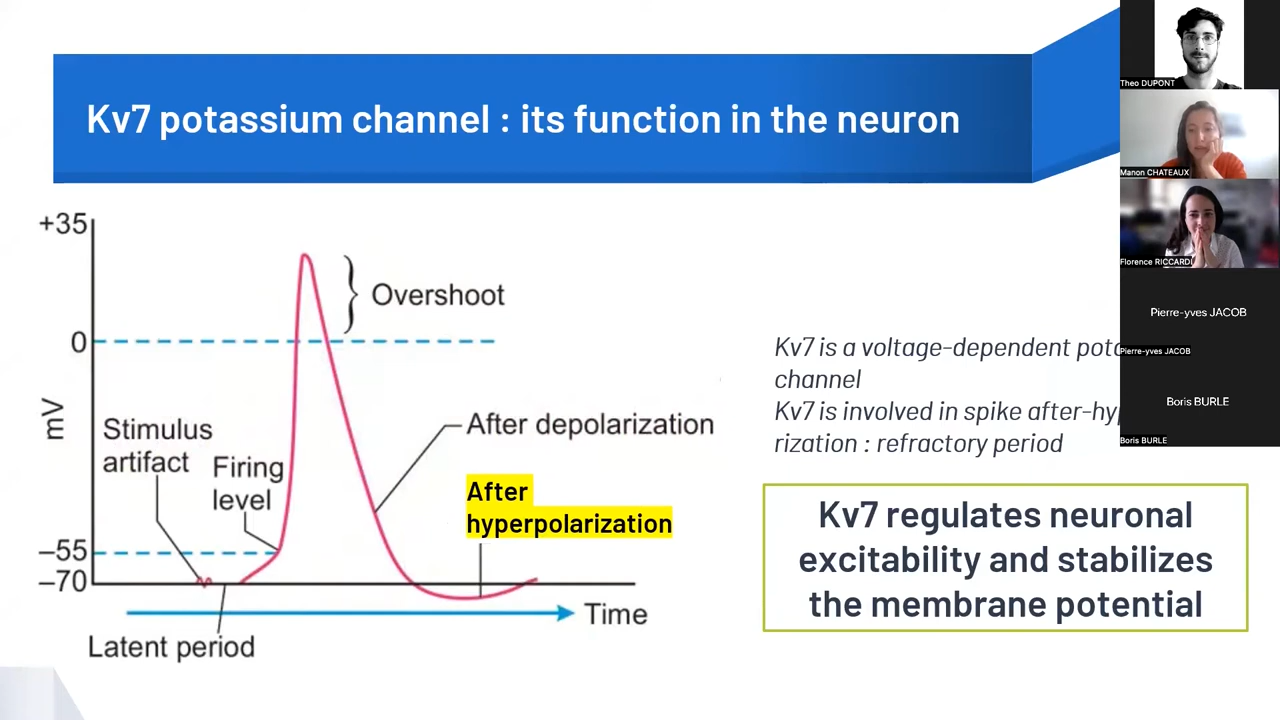 Kv7 potassium channel : its function in the neuron
+35
0
mV
-55
-70
Overshoot
After depolarization
Stimulus
artifact
Firing
level
After
hyperpolarization
Latent period
Time
Kv7 is a voltage-dependent
channel
Kv7 is involved in spike
rization : refractory period
Kv7 regulates neuronal
excitability and stabilizes
the membrane potential
Theo DUPONT
Manon CHATEAUX
Florence RICCARDI
Pierre-yves JACOB
Pierre-yves JACOB
Boris BURLE
Boris BURLE